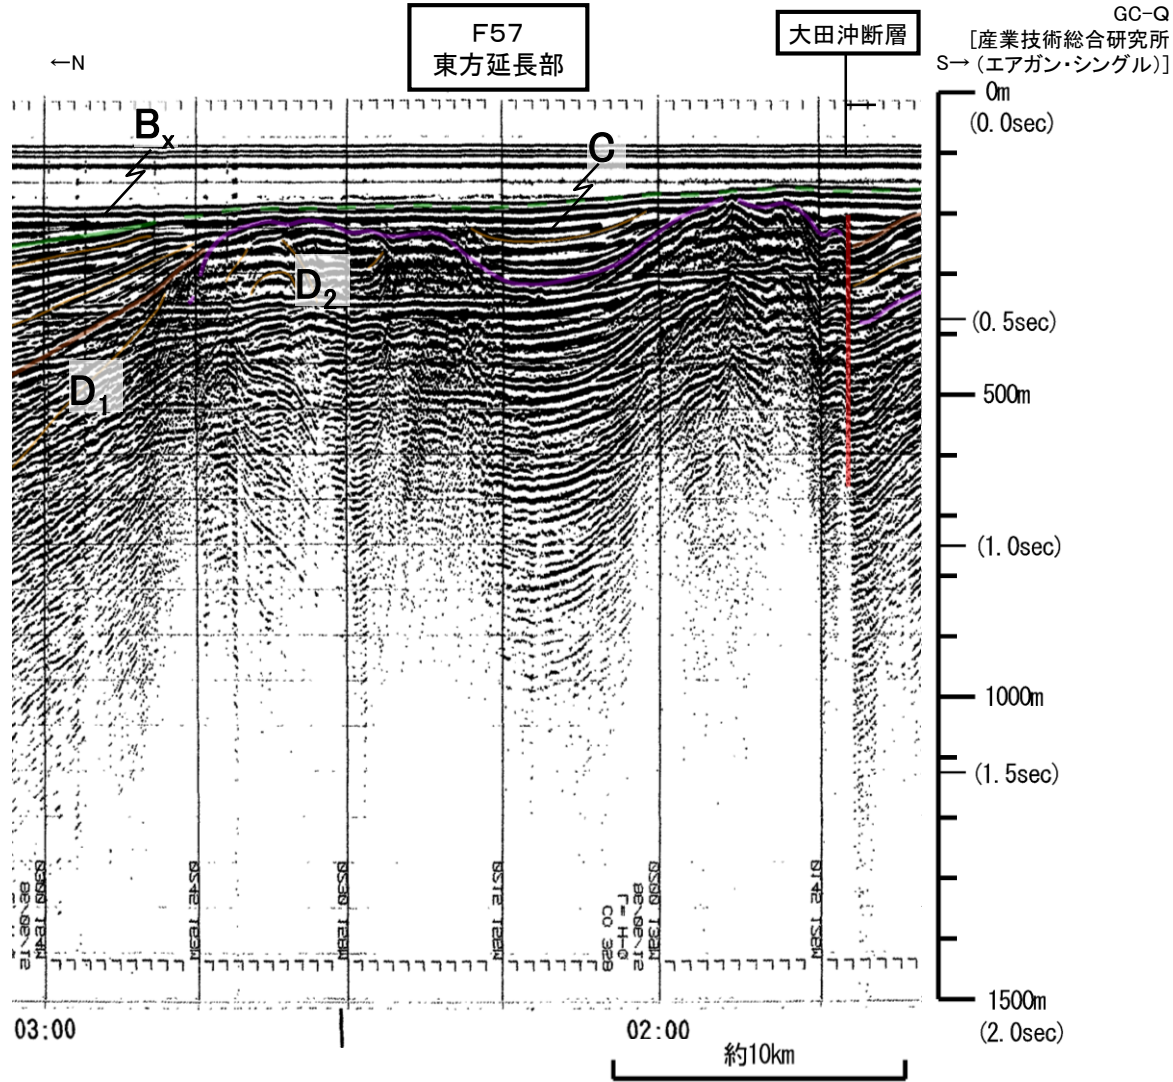 GC-Q
F57
東方延長部
大田沖断層
[産業技術総合研究所
(エアガン・シングル)]
←N
S→
0m
(0.0sec)
Bx
C
D2
D1
(0.5sec)
500m
(1.0sec)
1000m
(1.5sec)
1500m
(2.0sec)
03:00
02:00
約10km